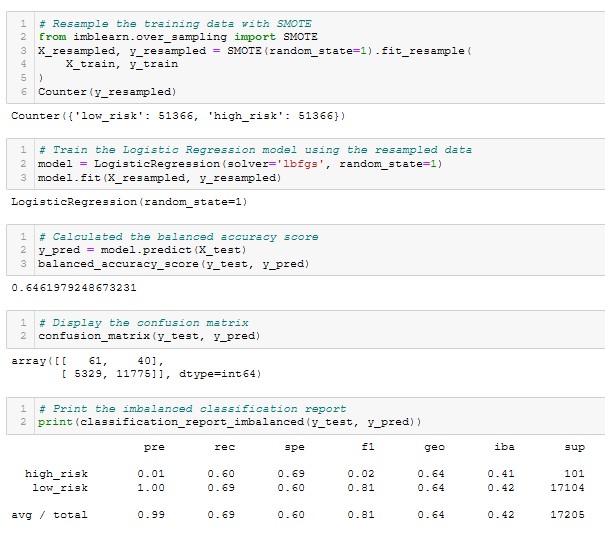 1 # Resample the training data with SMOTE
2 from imblearn.over_sampling import SMOTE
3 X_resampled, y_resampled = SMOTE(random_state=1).fit_resample(
4     X_train, y_train
5 )
6 Counter(y_resampled)
Counter({'low_risk': 51366, 'high_risk': 51366})
1 # Train the Logistic Regression model using the resampled data
2 model = LogisticRegression(solver='lbfgs', random_state=1)
3 model.fit(X_resampled, y_resampled)
LogisticRegression(random_state=1)
1 # Calculated the balanced accuracy score
2 y_pred = model.predict(X_test)
3 balanced_accuracy_score(y_test, y_pred)
0.6461979248673231
1 # Display the confusion matrix
2 confusion_matrix(y_test, y_pred)
array([[   61,    40],
       [ 5329, 11775]], dtype=int64)
1 # Print the imbalanced classification report
2 print(classification_report_imbalanced(y_test, y_pred))
pre rec spe f1 geo iba sup
high_risk 0.01 0.60 0.69 0.02 0.64 0.41 101
low_risk 1.00 0.69 0.60 0.81 0.64 0.42 17104
avg / total 0.99 0.69 0.60 0.81 0.64 0.42 17205